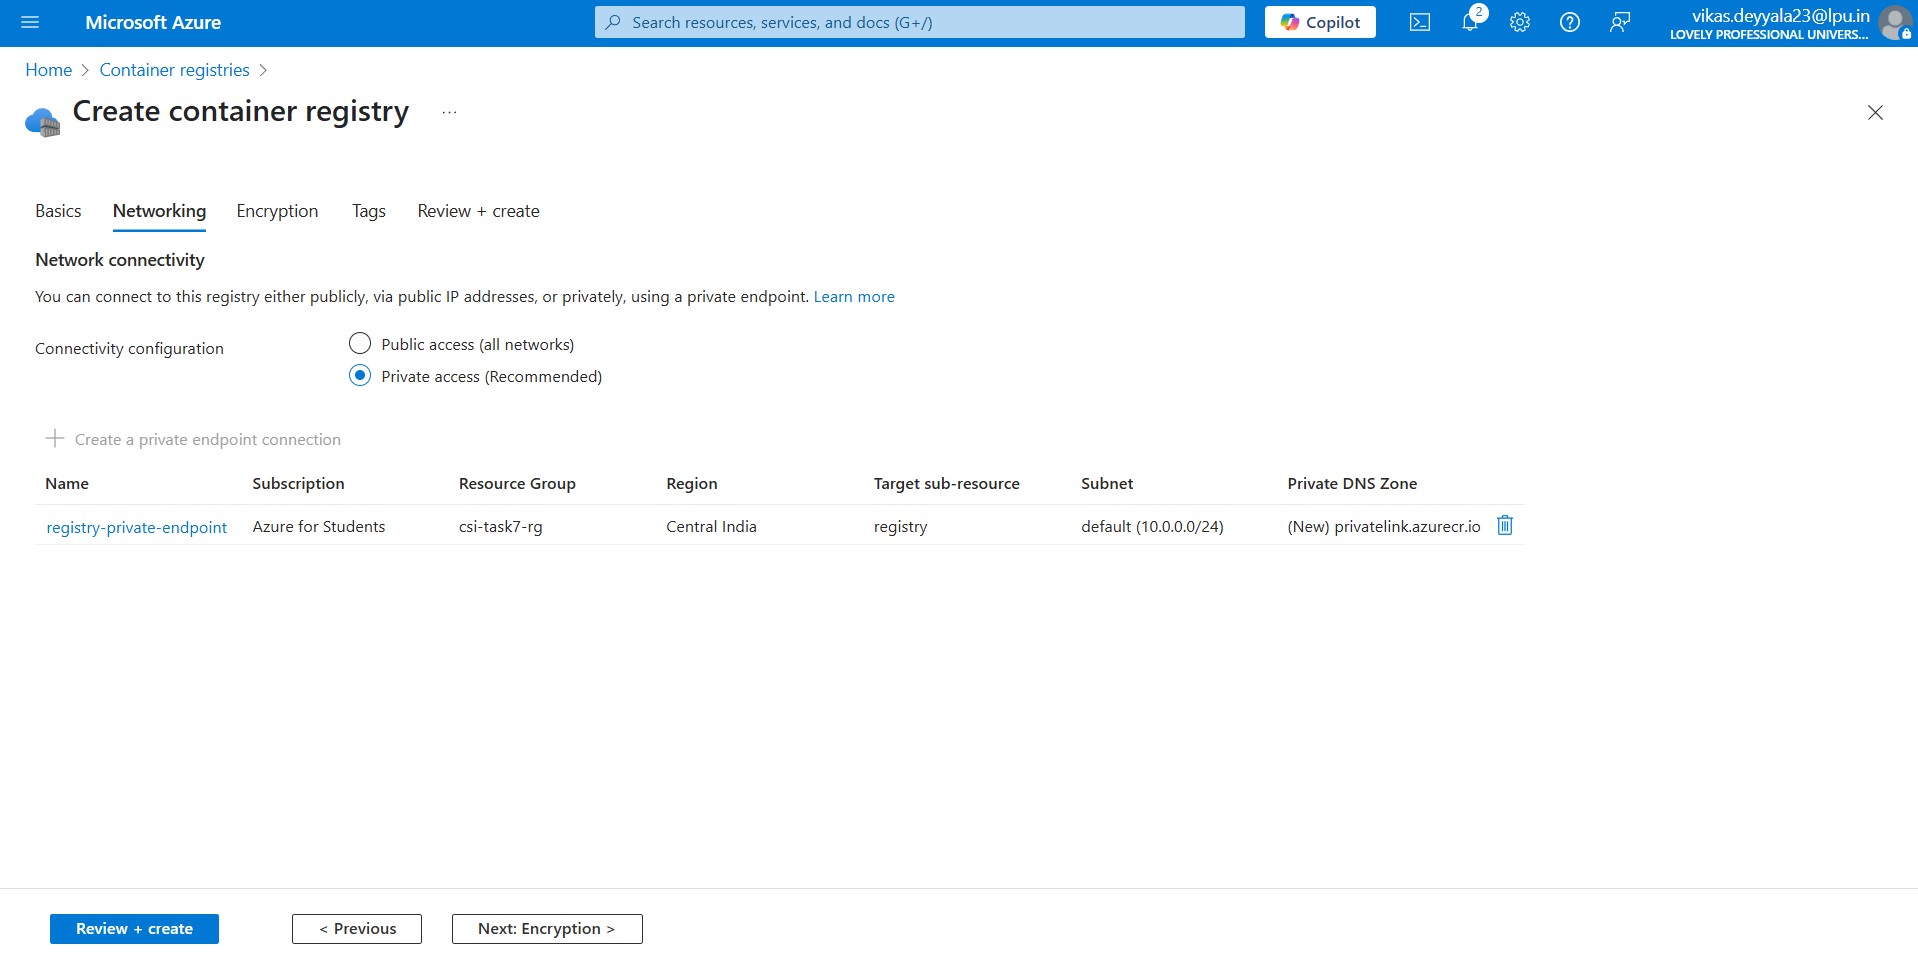 Microsoft Azure
Search resources, services, and docs (G+/)
Copilot
2
vikas.deyyala23@lpu.in
LOVELY PROFESSIONAL UNIVERS...
Home > Container registries >
Create container registry ...
Basics Networking Encryption Tags Review + create
Network connectivity
You can connect to this registry either publicly, via public IP addresses, or privately, using a private endpoint. Learn more
Connectivity configuration
Public access (all networks)
Private access (Recommended)
+ Create a private endpoint connection
Name Subscription Resource Group Region Target sub-resource Subnet Private DNS Zone
registry-private-endpoint Azure for Students csi-task7-rg Central India registry default (10.0.0.0/24) (New) privatelink.azurecr.io
Review + create < Previous Next: Encryption >